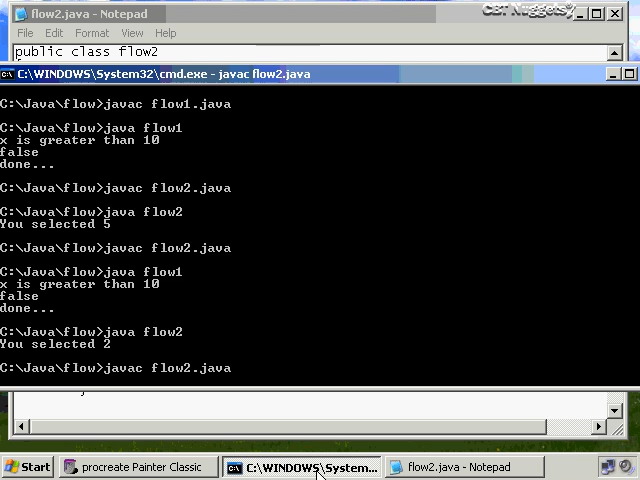 flow2.java - Notepad
CBT Nuggets
File Edit Format View Help
public class flow2
C:\WINDOWS\System32\cmd.exe - javac flow2.java
C:\Java\flow>javac flow1.java
C:\Java\flow>java flow1
x is greater than 10
false
done...
C:\Java\flow>javac flow2.java
C:\Java\flow>java flow2
You selected 5
C:\Java\flow>javac flow2.java
C:\Java\flow>java flow1
x is greater than 10
false
done...
C:\Java\flow>java flow2
You selected 2
C:\Java\flow>javac flow2.java
Start
procreate Painter Classic
C:\WINDOWS\System...
flow2.java - Notepad